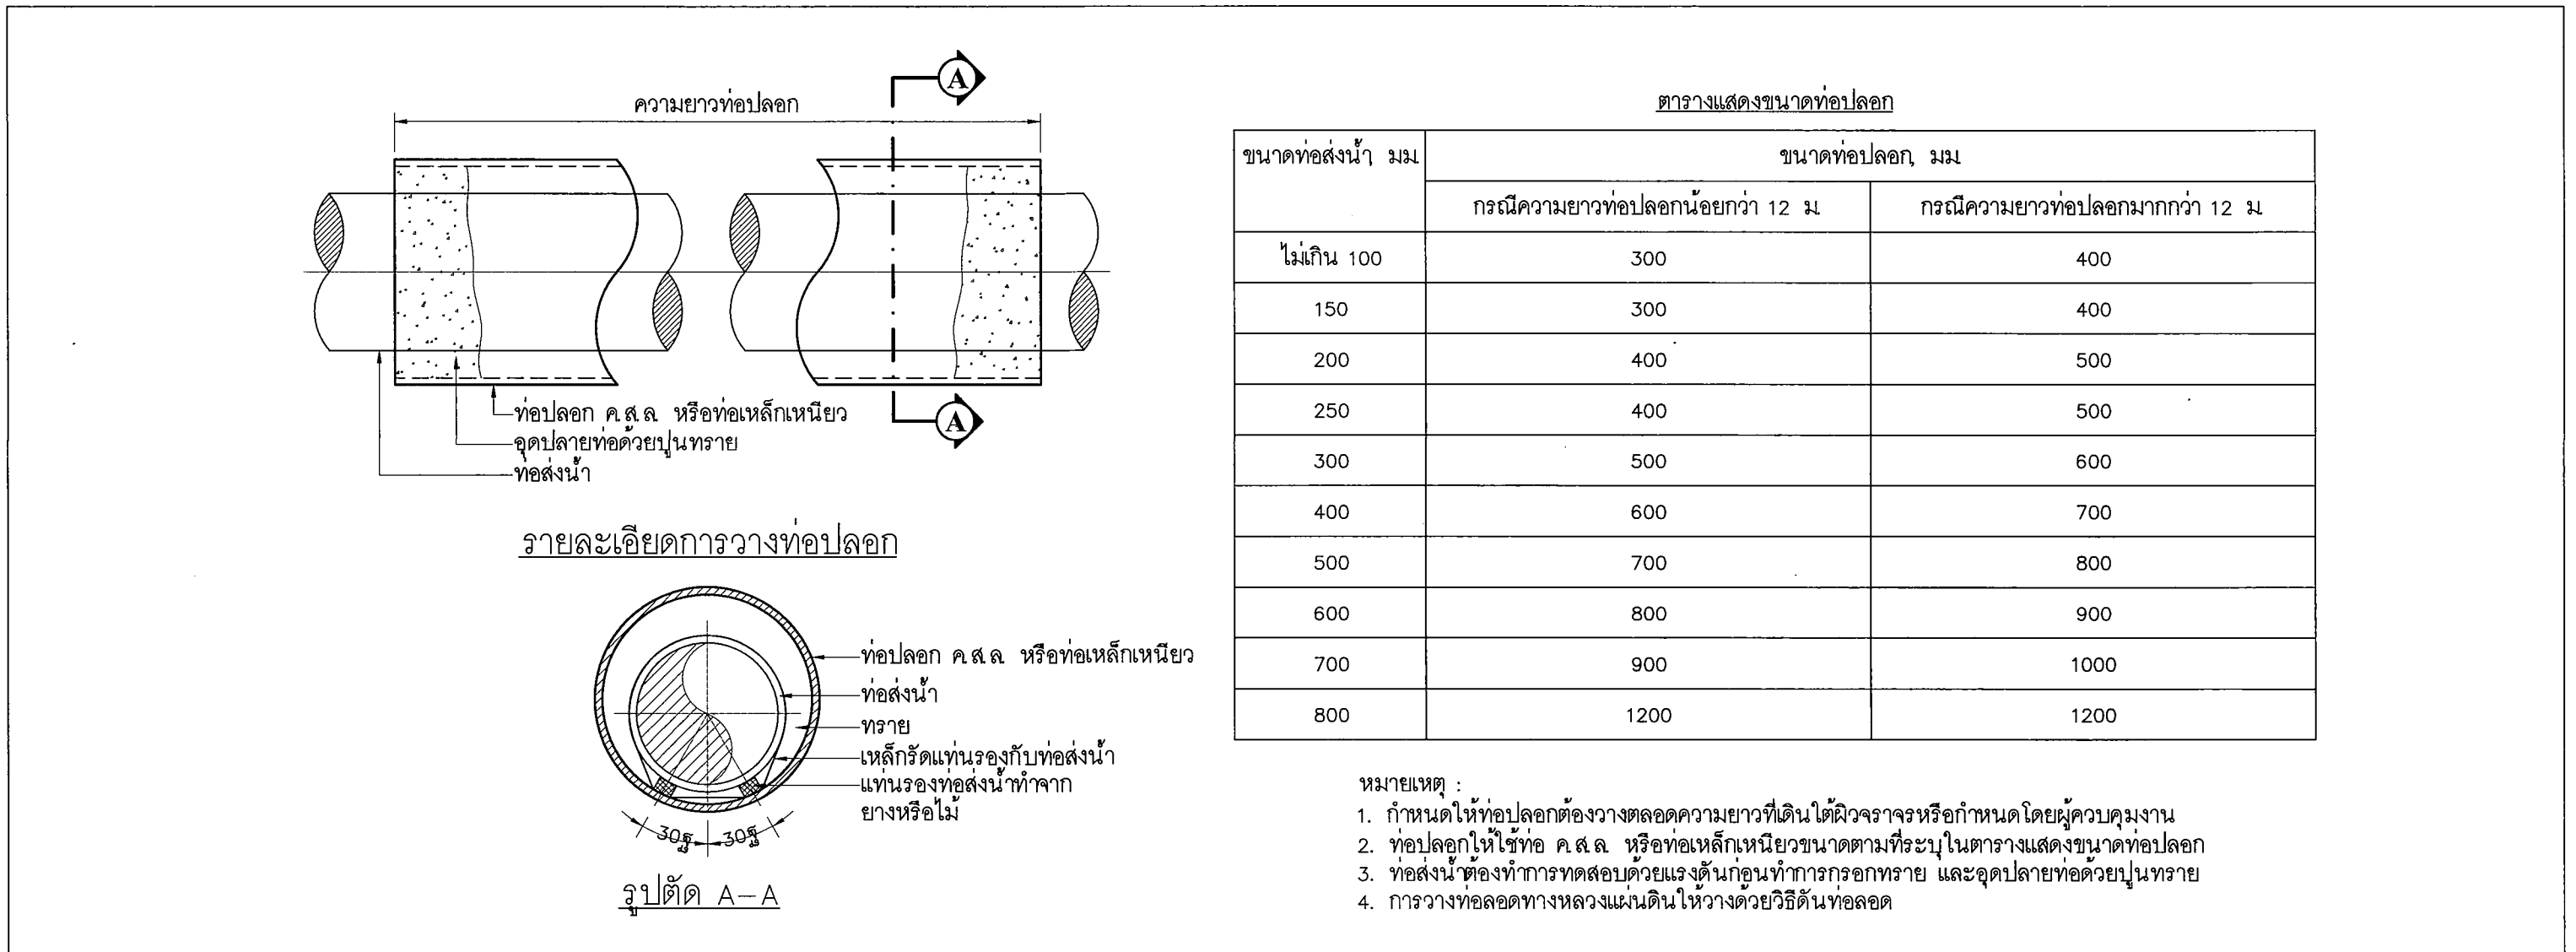 A
ความยาวท่อปลอก
ท่อปลอก ค.ส.ล. หรือท่อเหล็กเหนียว
อุดปลายท่อด้วยปูนทราย
ท่อส่งน้ำ
A
รายละเอียดการวางท่อปลอก
ท่อปลอก ค.ส.ล. หรือท่อเหล็กเหนียว
ท่อส่งน้ำ
ทราย
เหล็กรัดแท่นรองกับท่อส่งน้ำ
แท่นรองท่อส่งน้ำทำจาก
ยางหรือไม้
30ฐ 30ฐ
รูปตัด A-A
ตารางแสดงขนาดท่อปลอก
ขนาดท่อส่งน้ำ, มม. ขนาดท่อปลอก, มม.
กรณีความยาวท่อปลอกน้อยกว่า 12 ม. กรณีความยาวท่อปลอกมากกว่า 12 ม.
ไม่เกิน 100 300 400
150 300 400
200 400 500
250 400 500
300 500 600
400 600 700
500 700 800
600 800 900
700 900 1000
800 1200 1200
หมายเหตุ :
1. กำหนดให้ท่อปลอกต้องวางตลอดความยาวที่เดินใต้ผิวจราจรหรือกำหนดโดยผู้ควบคุมงาน
2. ท่อปลอกให้ใช้ท่อ ค.ส.ล. หรือท่อเหล็กเหนียวขนาดตามที่ระบุในตารางแสดงขนาดท่อปลอก
3. ท่อส่งน้ำต้องทำการทดสอบด้วยแรงดันก่อนทำการกรอกทราย และอุดปลายท่อด้วยปูนทราย
4. การวางท่อลอดทางหลวงแผ่นดินให้วางด้วยวิธีดันท่อลอด